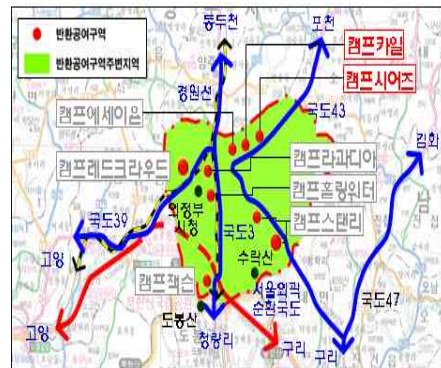 반환공여구역
반환공여구역주변지역
동두천
포천
캠프카일
캠프시어즈
경원선
국도43
캠프에세이욘
김화
캠프레드크라우드
캠프라과디아
캠프홀링워터
의정부
시청
국도39
국도3
캠프스탠리
고양
수락산
캠프잭슨
서울외곽
순환국도
국도47
고양
도봉산
청량리
구리
구리